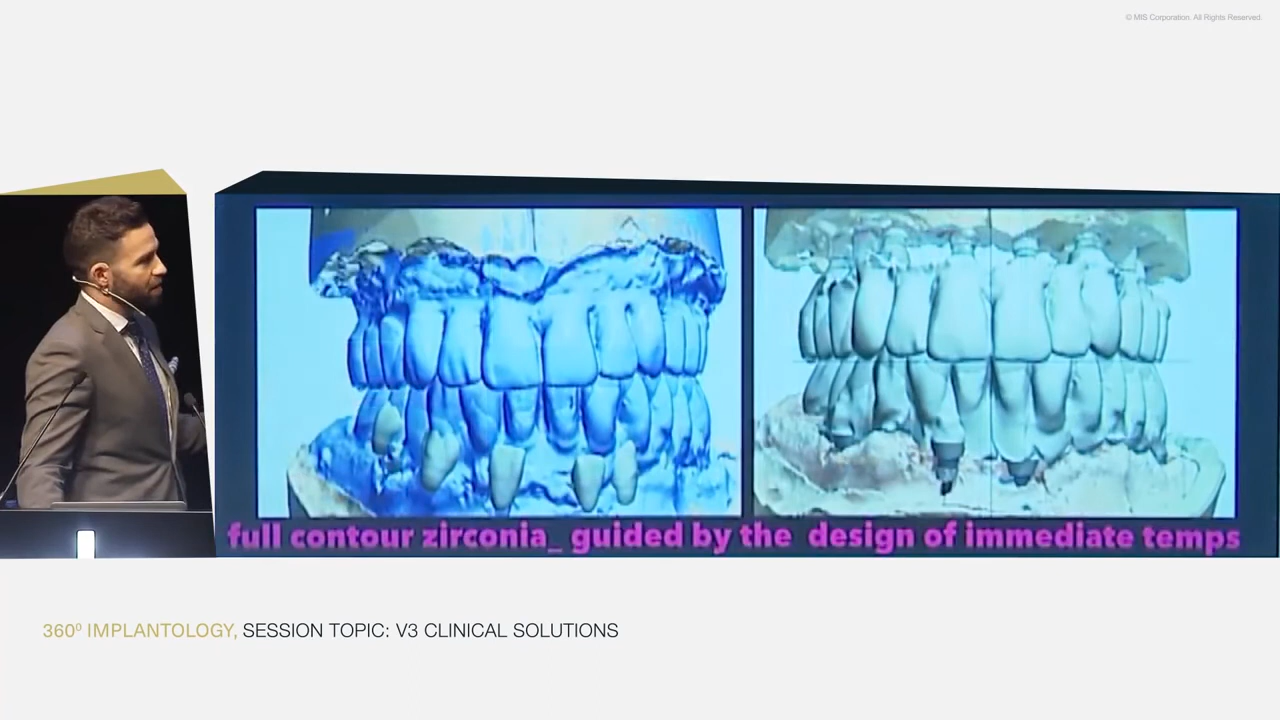 © MIS Corporation. All Rights Reserved.
full contour zirconia_ guided by the design of immediate temps
360º IMPLANTOLOGY, SESSION TOPIC: V3 CLINICAL SOLUTIONS